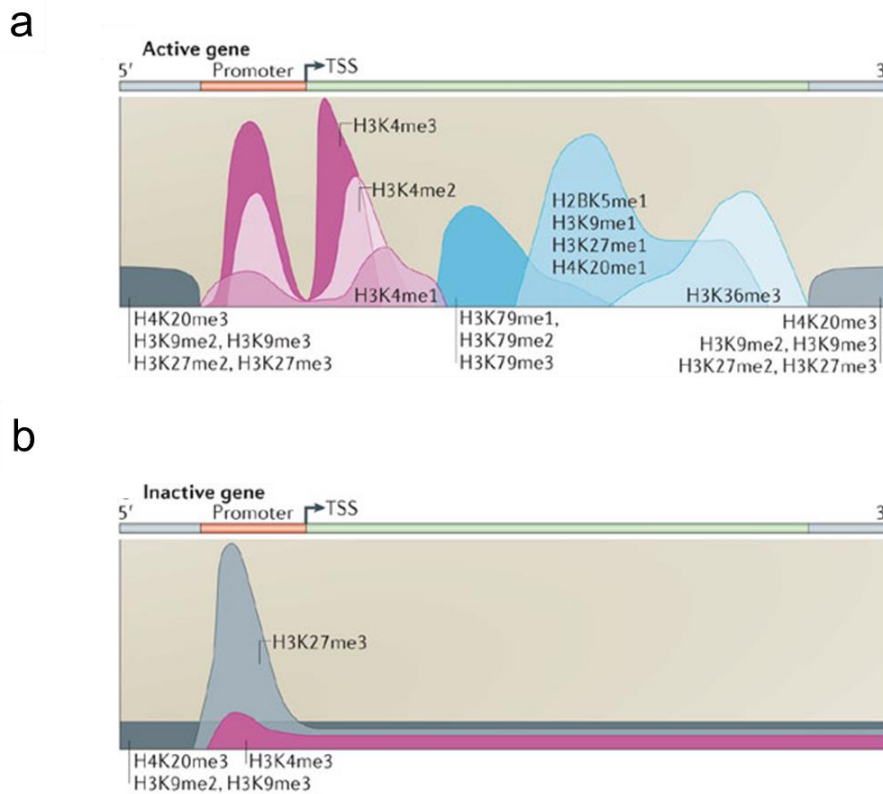 a
Active gene
5′ Promoter TSS 3
H3K4me3
H3K4me2
H2BK5me1
H3K9me1
H3K27me1
H4K20me1
H3K4me1
H3K36me3
H4K20me3
H3K9me2, H3K9me3
H3K27me2, H3K27me3
H3K79me1,
H3K79me2
H3K79me3
H4K20me3
H3K9me2, H3K9me3
H3K27me2, H3K27me3
b
Inactive gene
5′ Promoter TSS 3
H3K27me3
H4K20me3 H3K4me3
H3K9me2, H3K9me3